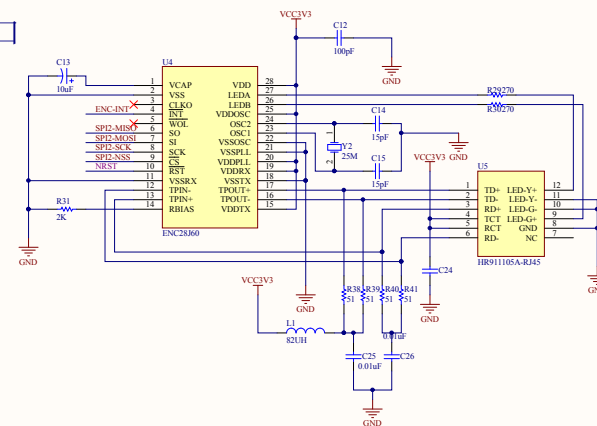 VCC3V3
C12
100pF
GND
C13
10uF
U4
1 VCAP VDD 28
2 VSS LEDA 27
3 CLKO LEDB 26
ENC-INT 4 INT VDDOSC 25
5 WOL OSC2 24
SPI2-MISO 6 SO OSC1 23
SPI2-MOSI 7 SI VSSOSC 22
SPI2-SCK 8 SCK VSSPLL 21
SPI2-NSS 9 CS VDDPLL 20
NRST 10 RST VDDRX 19
11 VSSRX VSSTX 18
12 TPIN- TPOUT+ 17
13 TPIN+ TPOUT- 16
14 RBIAS VDDTX 15
ENC28J60
R31
2K
GND
R29 270
R30 270
C14
15pF
1
Y2
25M
2
C15
15pF
GND
VCC3V3
U5
1 TD+ LED-Y+ 12
2 TD- LED-Y- 11
3 RD+ LED-G- 10
4 TCT LED-G+ 9
5 RCT GND 8
6 RD- NC 7
HR911105A-RJ45
C24
GND
VCC3V3
GND
R38
51
R39
51
R40
51
R41
51
L1
82UH
C25
0.01uF
0.01uF
C26
GND